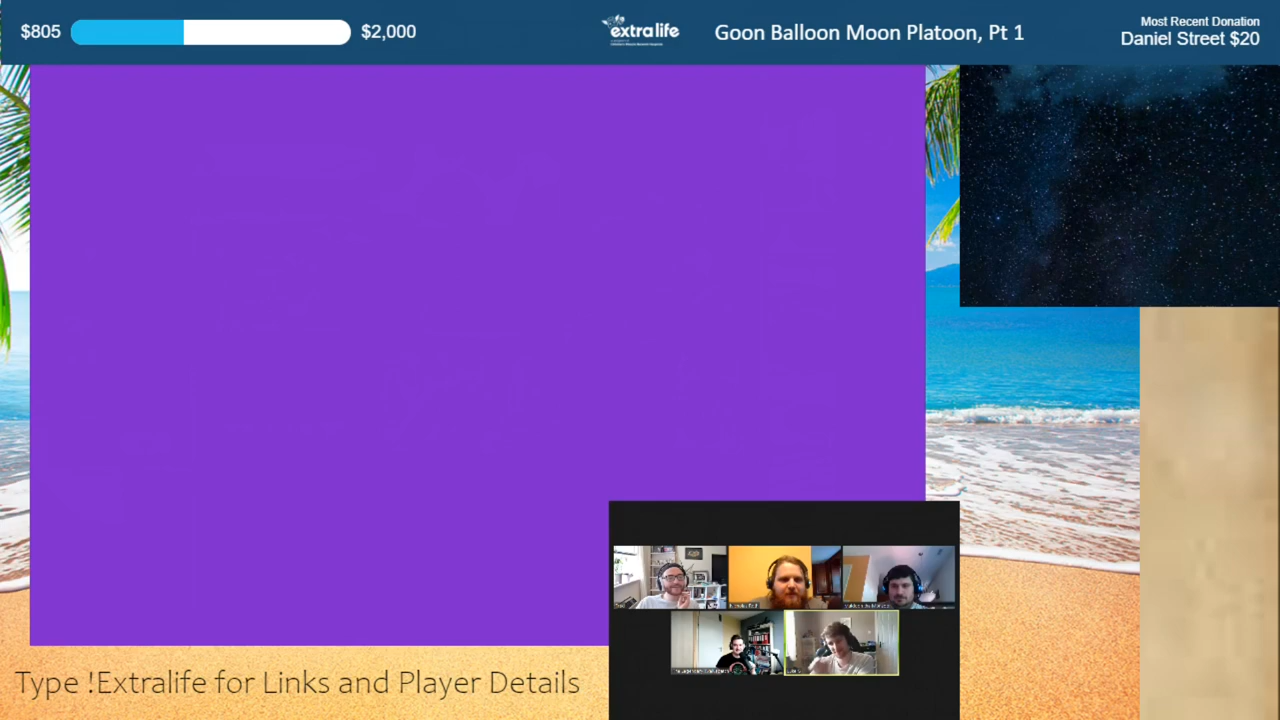 $805
$2,000
extralife
Goon Balloon Moon Platoon, Pt 1
Most Recent Donation
Daniel Street $20
Type !Extralife for Links and Player Details